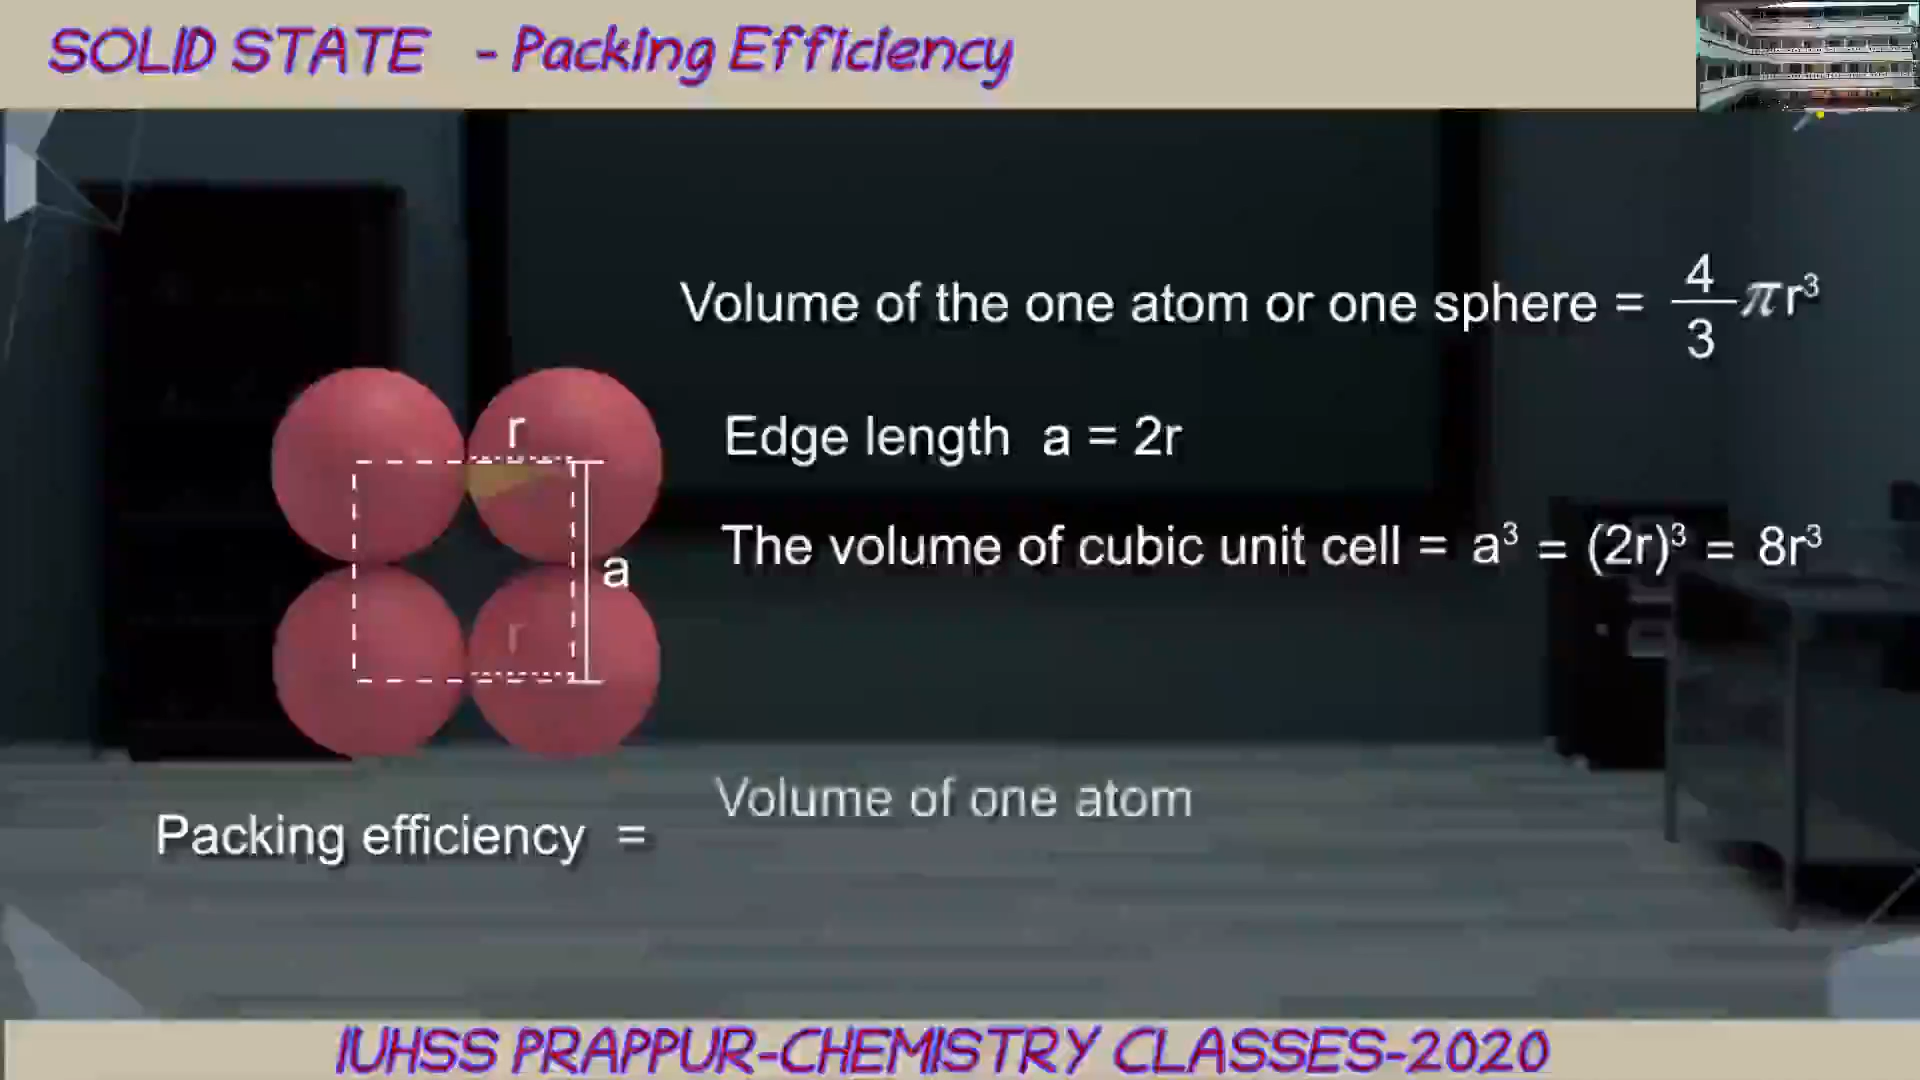 SOLID STATE - Packing Efficiency
Volume of the one atom or one sphere = 4/3 πr³
r
Edge length a = 2r
The volume of cubic unit cell = a³ = (2r)³ = 8r³
a
r
Volume of one atom
Packing efficiency =
IUHSS PRAPPUR-CHEMISTRY CLASSES-2020